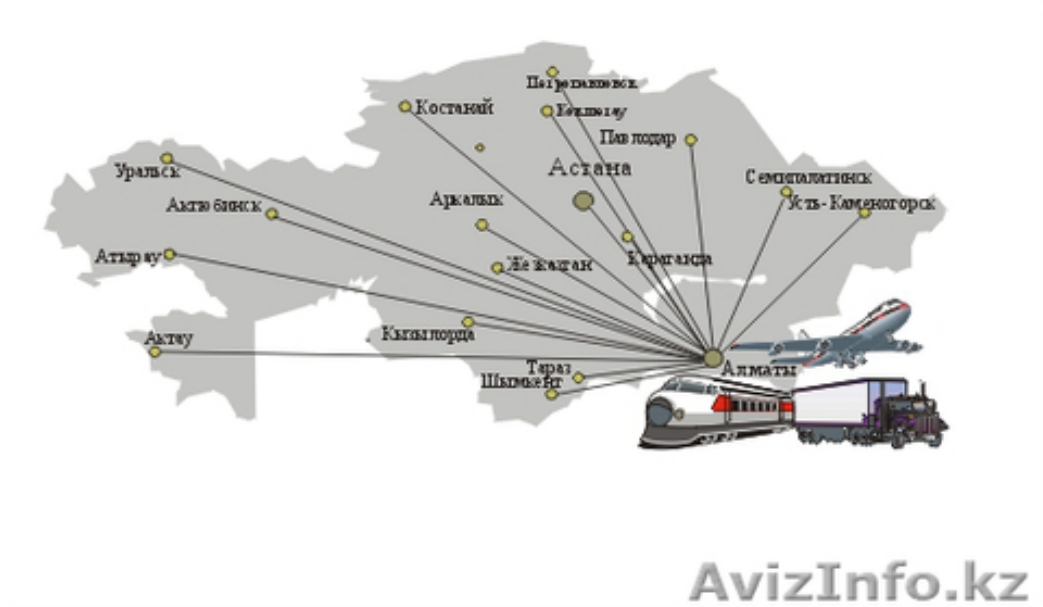 Петропавловск
Костанай
Кокшетау
Павлодар
Астана
Уральск
Семипалатинск
Актюбинск
Аркалык
Усть-Каменогорск
Атырау
Жезказган
Караганда
Кызылорда
Актау
Тараз
Алматы
Шымкент
AvizInfo.kz